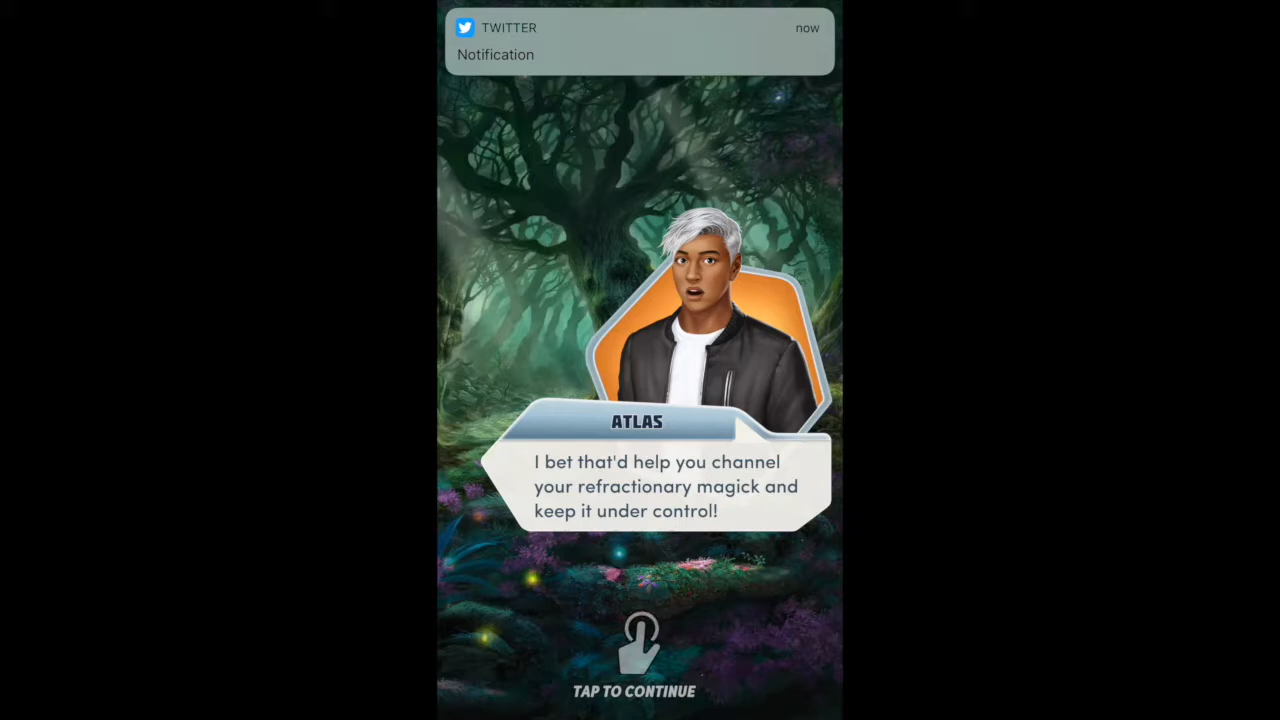 TWITTER
now
Notification
ATLAS
I bet that'd help you channel
your refractionary magick and
keep it under control!
TAP TO CONTINUE